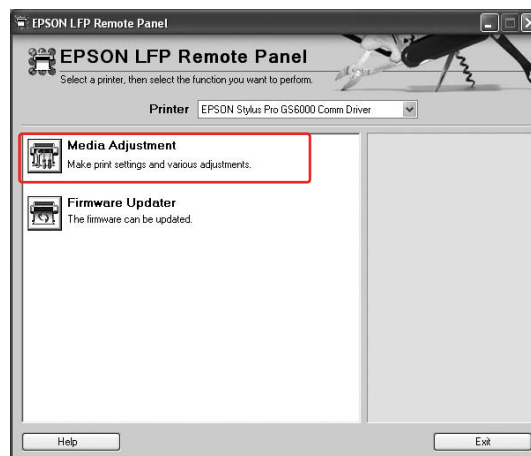 EPSON LFP Remote Panel
EPSON LFP Remote Panel
Select a printer, then select the function you want to perform.
Printer EPSON Stylus Pro GS6000 Comm Driver
Media Adjustment
Make print settings and various adjustments.
Firmware Updater
The firmware can be updated.
Help Exit